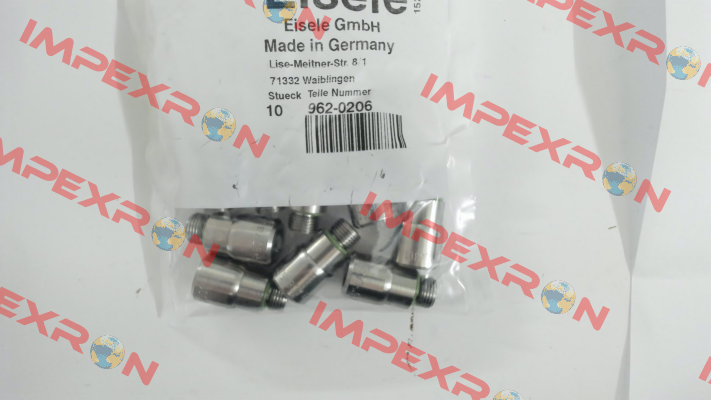 Eisele
Eisele GmbH
Made in Germany
Lise-Meitner-Str. 8/1
71332 Waiblingen
Stueck Teile Nummer
10 962-0206
IMPEXRON
IMPEXRON
IMPEXRON
IMPEXRON
IMPEXRON
IMPEXRON